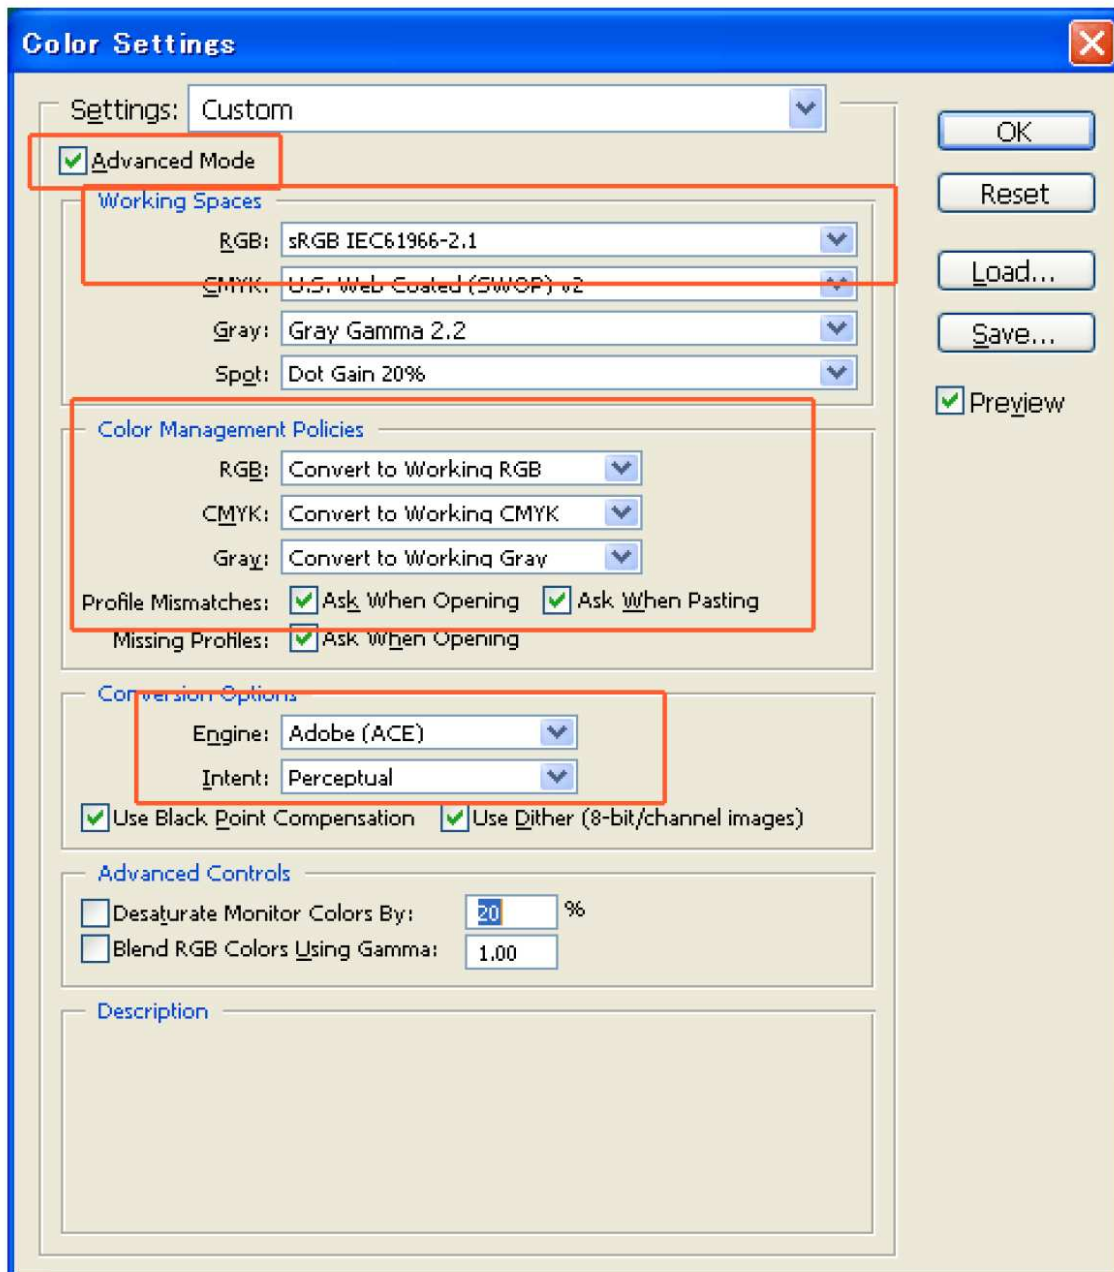 Color Settings
Settings: Custom
Advanced Mode
Working Spaces
RGB: sRGB IEC61966-2.1
CMYK: U.S. Web Coated (SWOP) v2
Gray: Gray Gamma 2.2
Spot: Dot Gain 20%
Color Management Policies
RGB: Convert to Working RGB
CMYK: Convert to Working CMYK
Gray: Convert to Working Gray
Profile Mismatches: Ask When Opening Ask When Pasting
Missing Profiles: Ask When Opening
Conversion Options
Engine: Adobe (ACE)
Intent: Perceptual
Use Black Point Compensation Use Dither (8-bit/channel images)
Advanced Controls
Desaturate Monitor Colors By: 20 %
Blend RGB Colors Using Gamma: 1.00
Description
OK
Reset
Load...
Save...
Preview